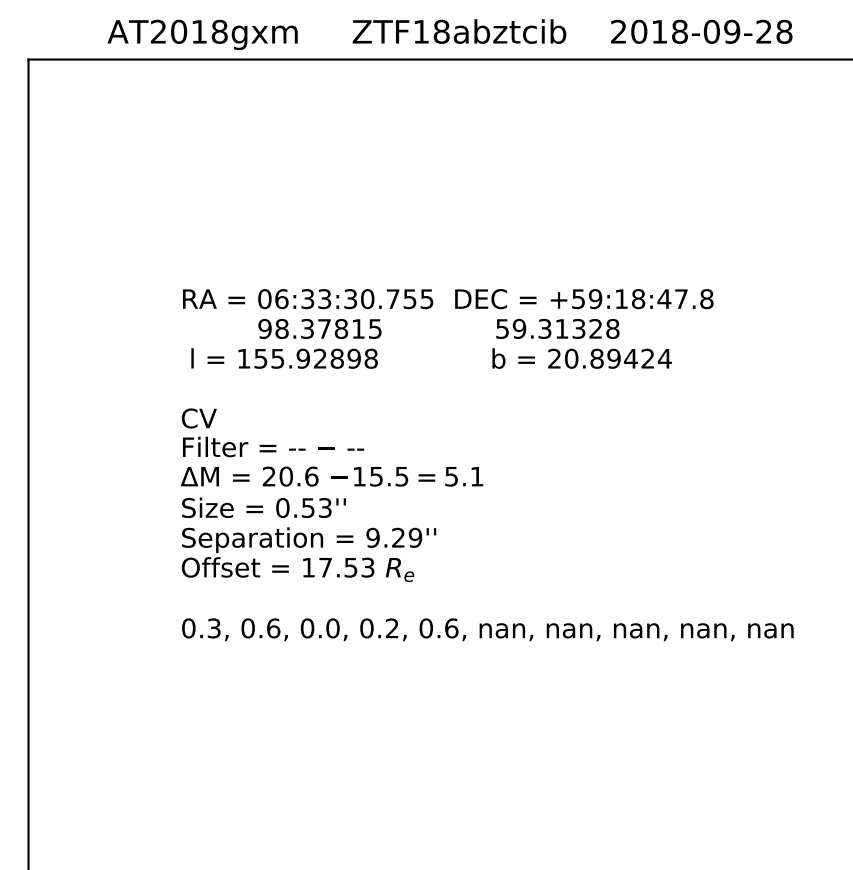 AT2018gxm ZTF18abztcib 2018-09-28
RA = 06:33:30.755 DEC = +59:18:47.8
98.37815 59.31328
l = 155.92898 b = 20.89424
CV
Filter = -- − --
ΔM = 20.6 −15.5 = 5.1
Size = 0.53''
Separation = 9.29''
Offset = 17.53 Rₑ
0.3, 0.6, 0.0, 0.2, 0.6, nan, nan, nan, nan, nan